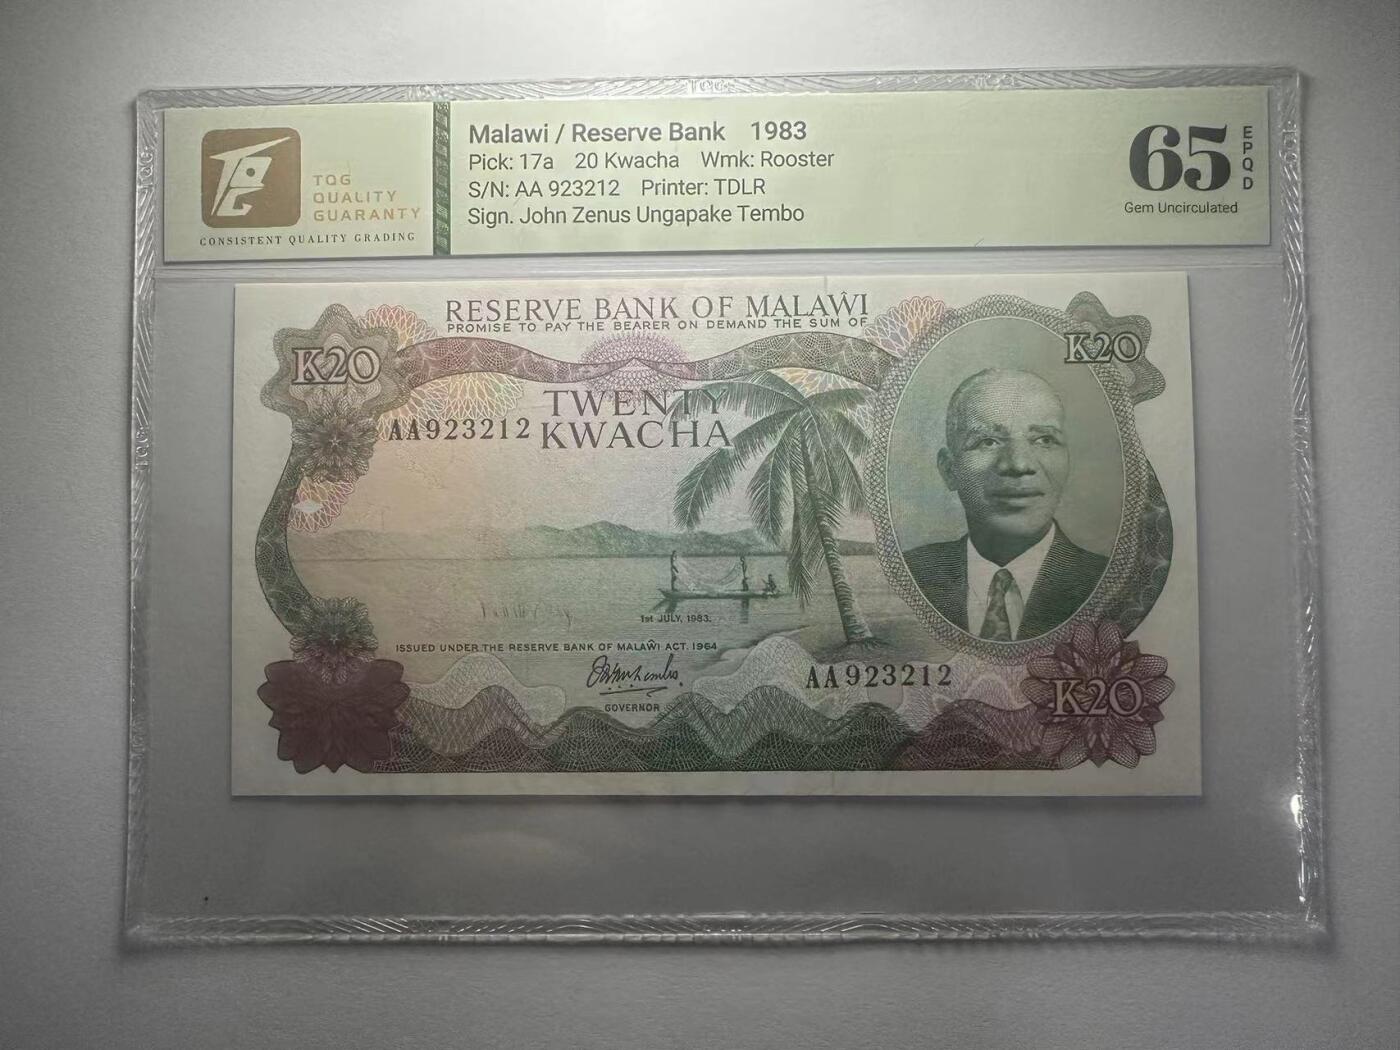 TQG
QUALITY
GUARANTY
CONSISTENT QUALITY GRADING
Malawi / Reserve Bank 1983
Pick: 17a 20 Kwacha Wmk: Rooster
S/N: AA 923212 Printer: TDLR
Sign. John Zenus Ungapake Tembo
65
EPQD
Gem Uncirculated
RESERVE BANK OF MALAŴI
PROMISE TO PAY THE BEARER ON DEMAND THE SUM OF
K20
K20
TWENTY
KWACHA
AA923212
1st JULY, 1983.
ISSUED UNDER THE RESERVE BANK OF MALAŴI ACT. 1964
GOVERNOR
AA923212
K20